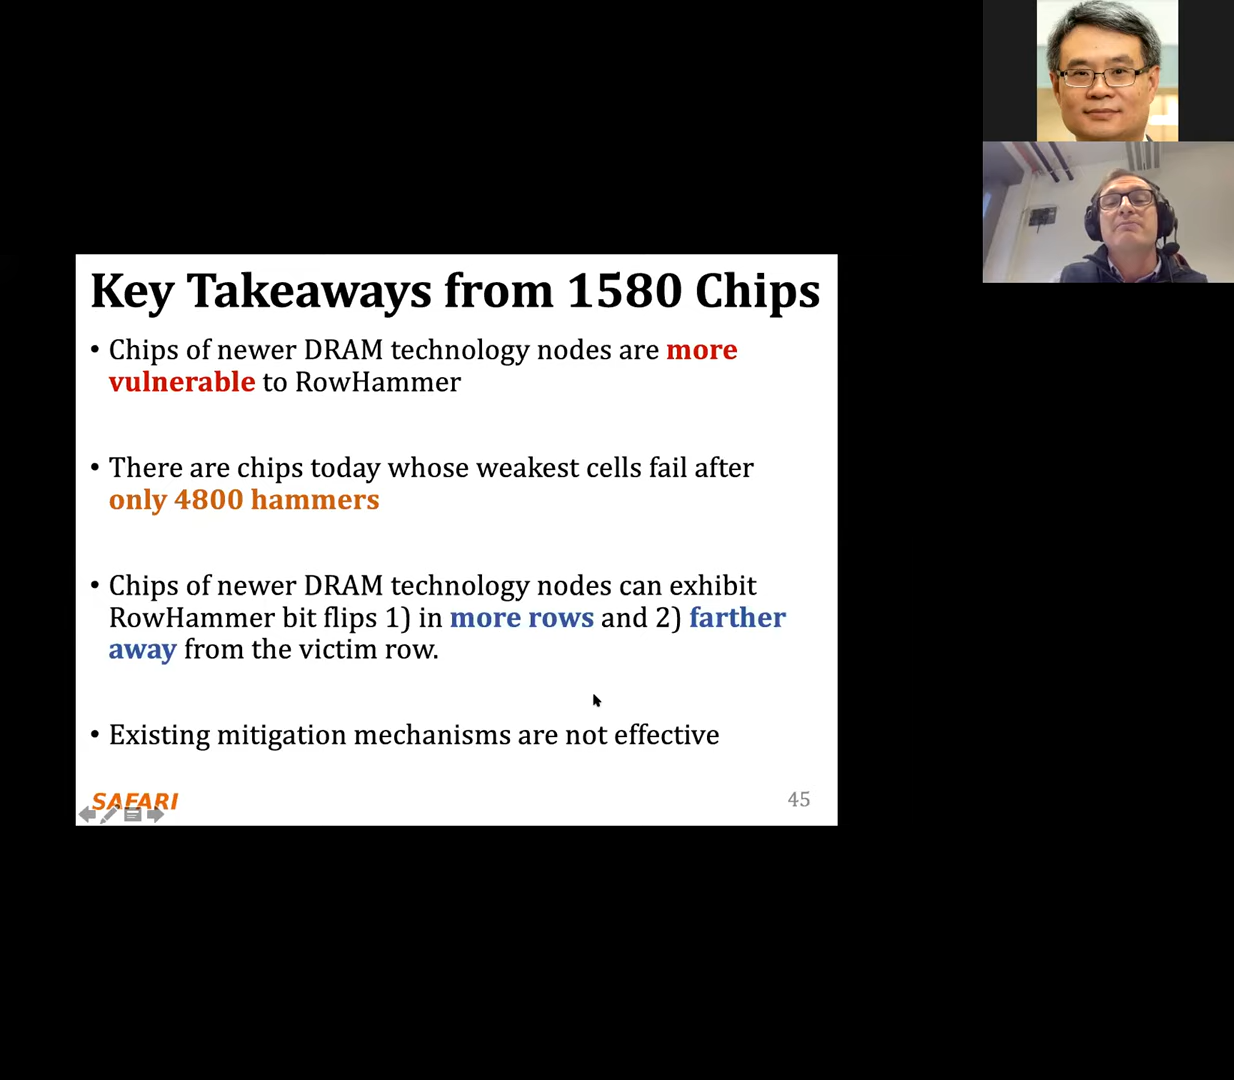 Key Takeaways from 1580 Chips
• Chips of newer DRAM technology nodes are more
vulnerable to RowHammer
• There are chips today whose weakest cells fail after
only 4800 hammers
• Chips of newer DRAM technology nodes can exhibit
RowHammer bit flips 1) in more rows and 2) farther
away from the victim row.
• Existing mitigation mechanisms are not effective
SAFARI
45